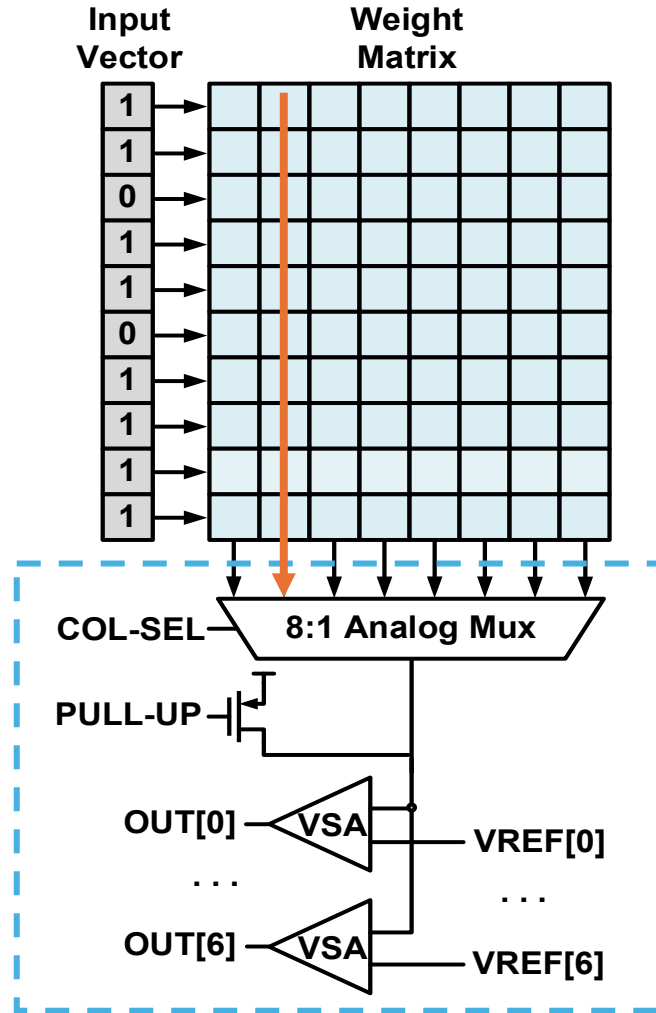 Input
Vector
Weight
Matrix
1
1
0
1
1
0
1
1
1
1
COL-SEL
8:1 Analog Mux
PULL-UP
OUT[0]
VSA
VREF[0]
. . .
. . .
OUT[6]
VSA
VREF[6]